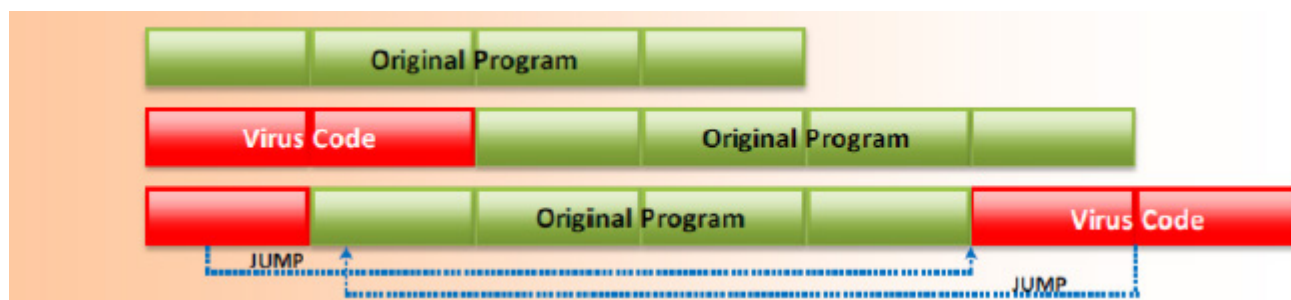 Original Program
Virus Code Original Program
Original Program Virus Code
JUMP
JUMP